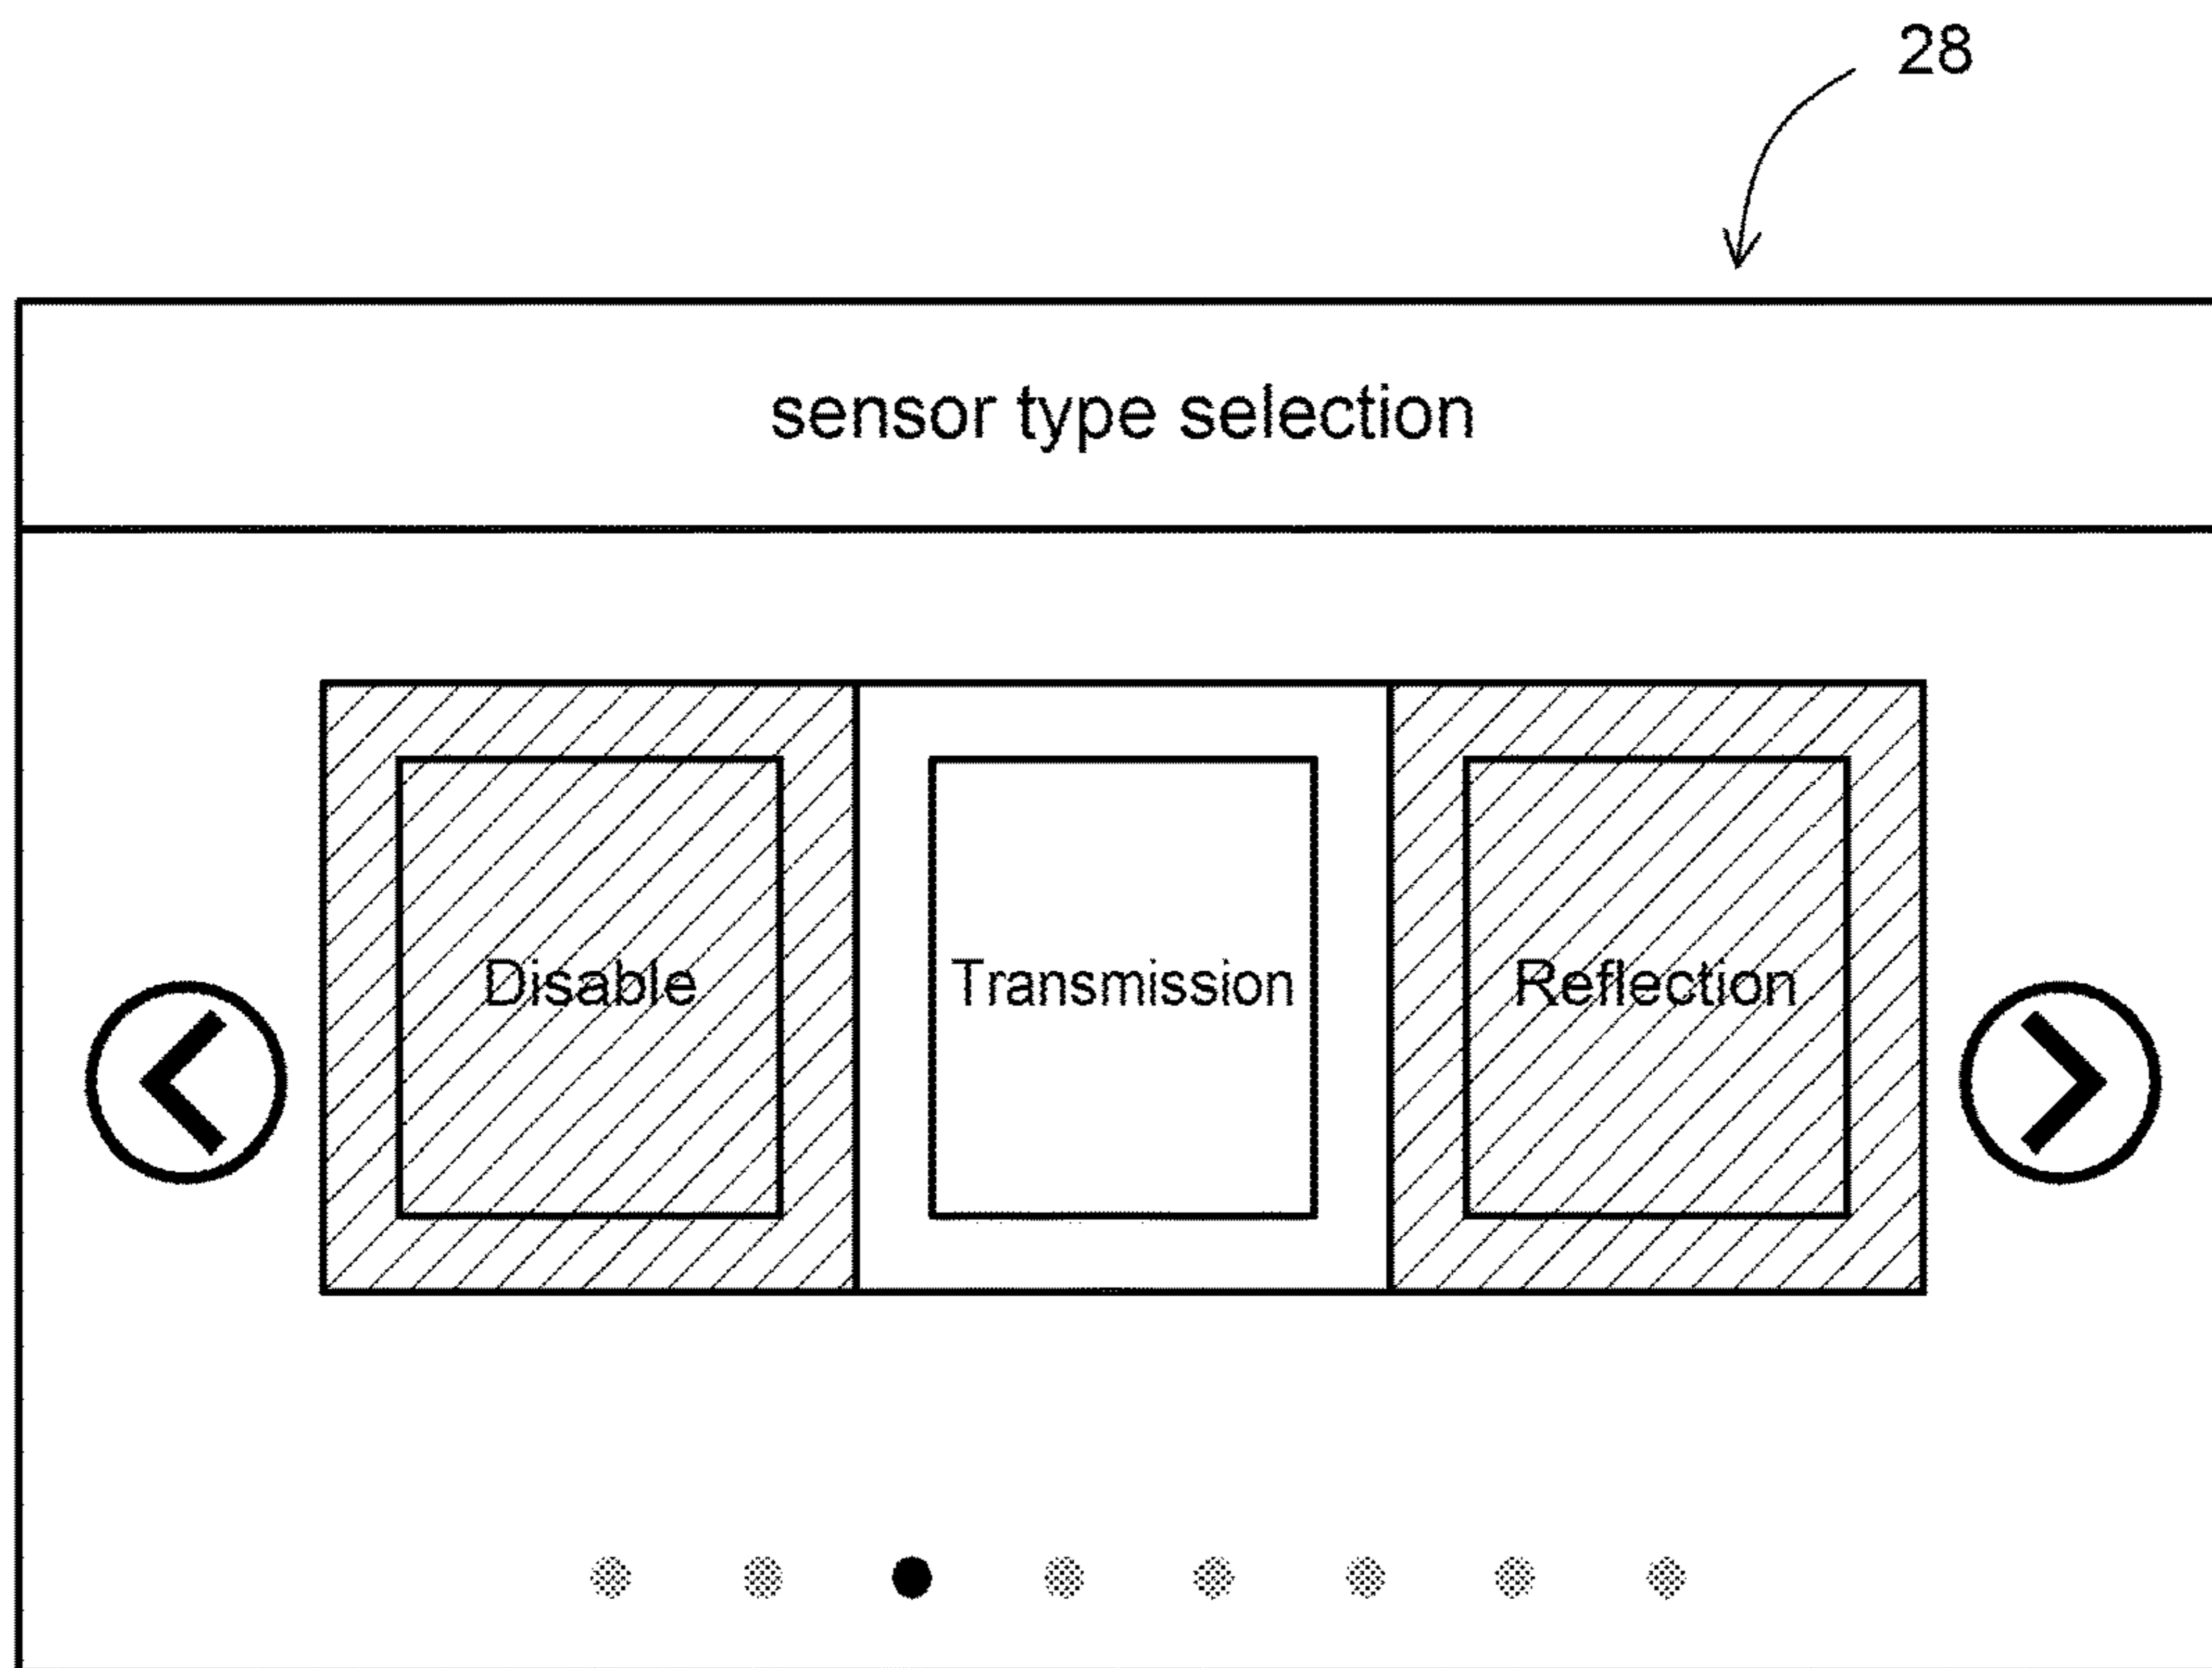 28
sensor type selection
Disable
Transmission
Reflection